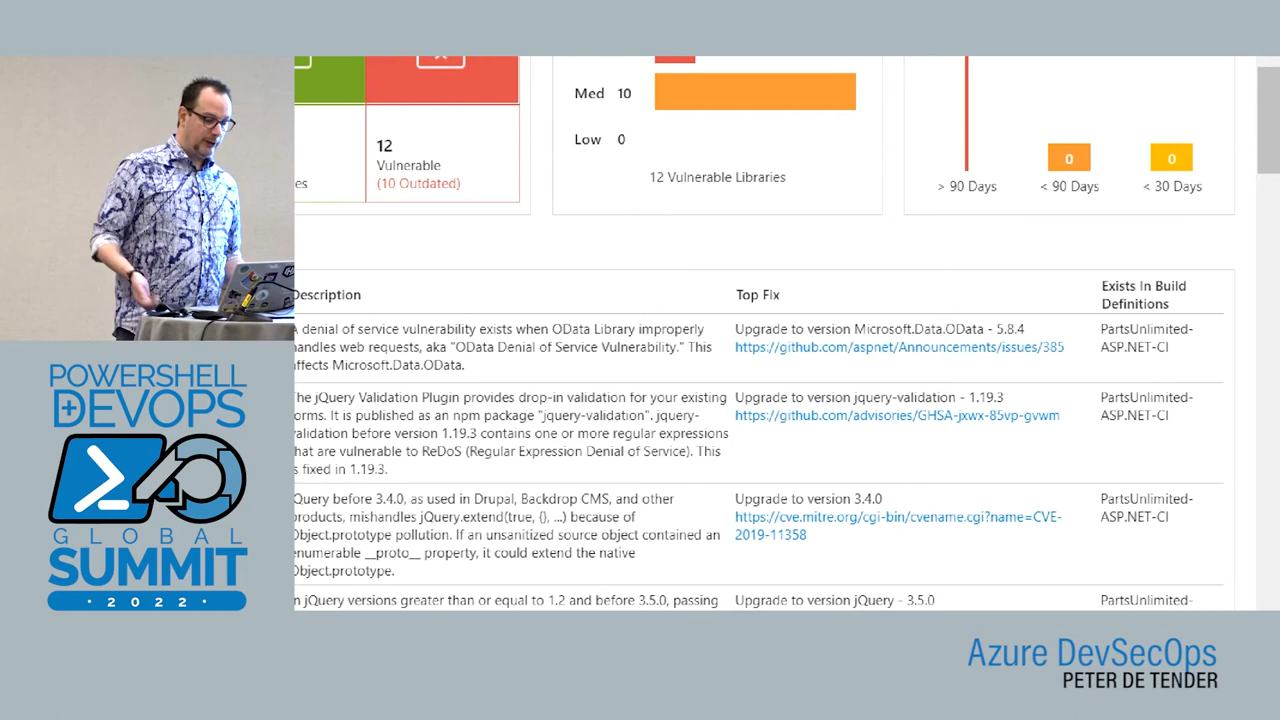 Med 10
Low 0
12 Vulnerable Libraries
12
Vulnerable
(10 Outdated)
es
0
0
> 90 Days
< 90 Days
< 30 Days
Description
Top Fix
Exists In Build
Definitions
A denial of service vulnerability exists when OData Library improperly
handles web requests, aka "OData Denial of Service Vulnerability." This
affects Microsoft.Data.OData.
Upgrade to version Microsoft.Data.OData - 5.8.4
https://github.com/aspnet/Announcements/issues/385
PartsUnlimited-
ASP.NET-CI
The jQuery Validation Plugin provides drop-in validation for your existing
forms. It is published as an npm package "jquery-validation". jquery-
validation before version 1.19.3 contains one or more regular expressions
that are vulnerable to ReDoS (Regular Expression Denial of Service). This
is fixed in 1.19.3.
Upgrade to version jquery-validation - 1.19.3
https://github.com/advisories/GHSA-jxwx-85vp-gvwm
PartsUnlimited-
ASP.NET-CI
jQuery before 3.4.0, as used in Drupal, Backdrop CMS, and other
products, mishandles jQuery.extend(true, {}, ...) because of
Object.prototype pollution. If an unsanitized source object contained an
enumerable __proto__ property, it could extend the native
Object.prototype.
Upgrade to version 3.4.0
https://cve.mitre.org/cgi-bin/cvename.cgi?name=CVE-
2019-11358
PartsUnlimited-
ASP.NET-CI
In jQuery versions greater than or equal to 1.2 and before 3.5.0, passing
Upgrade to version jQuery - 3.5.0
PartsUnlimited-
POWERSHELL
+DEVOPS
GLOBAL
SUMMIT
· 2022 ·
Azure DevSecOps
PETER DE TENDER